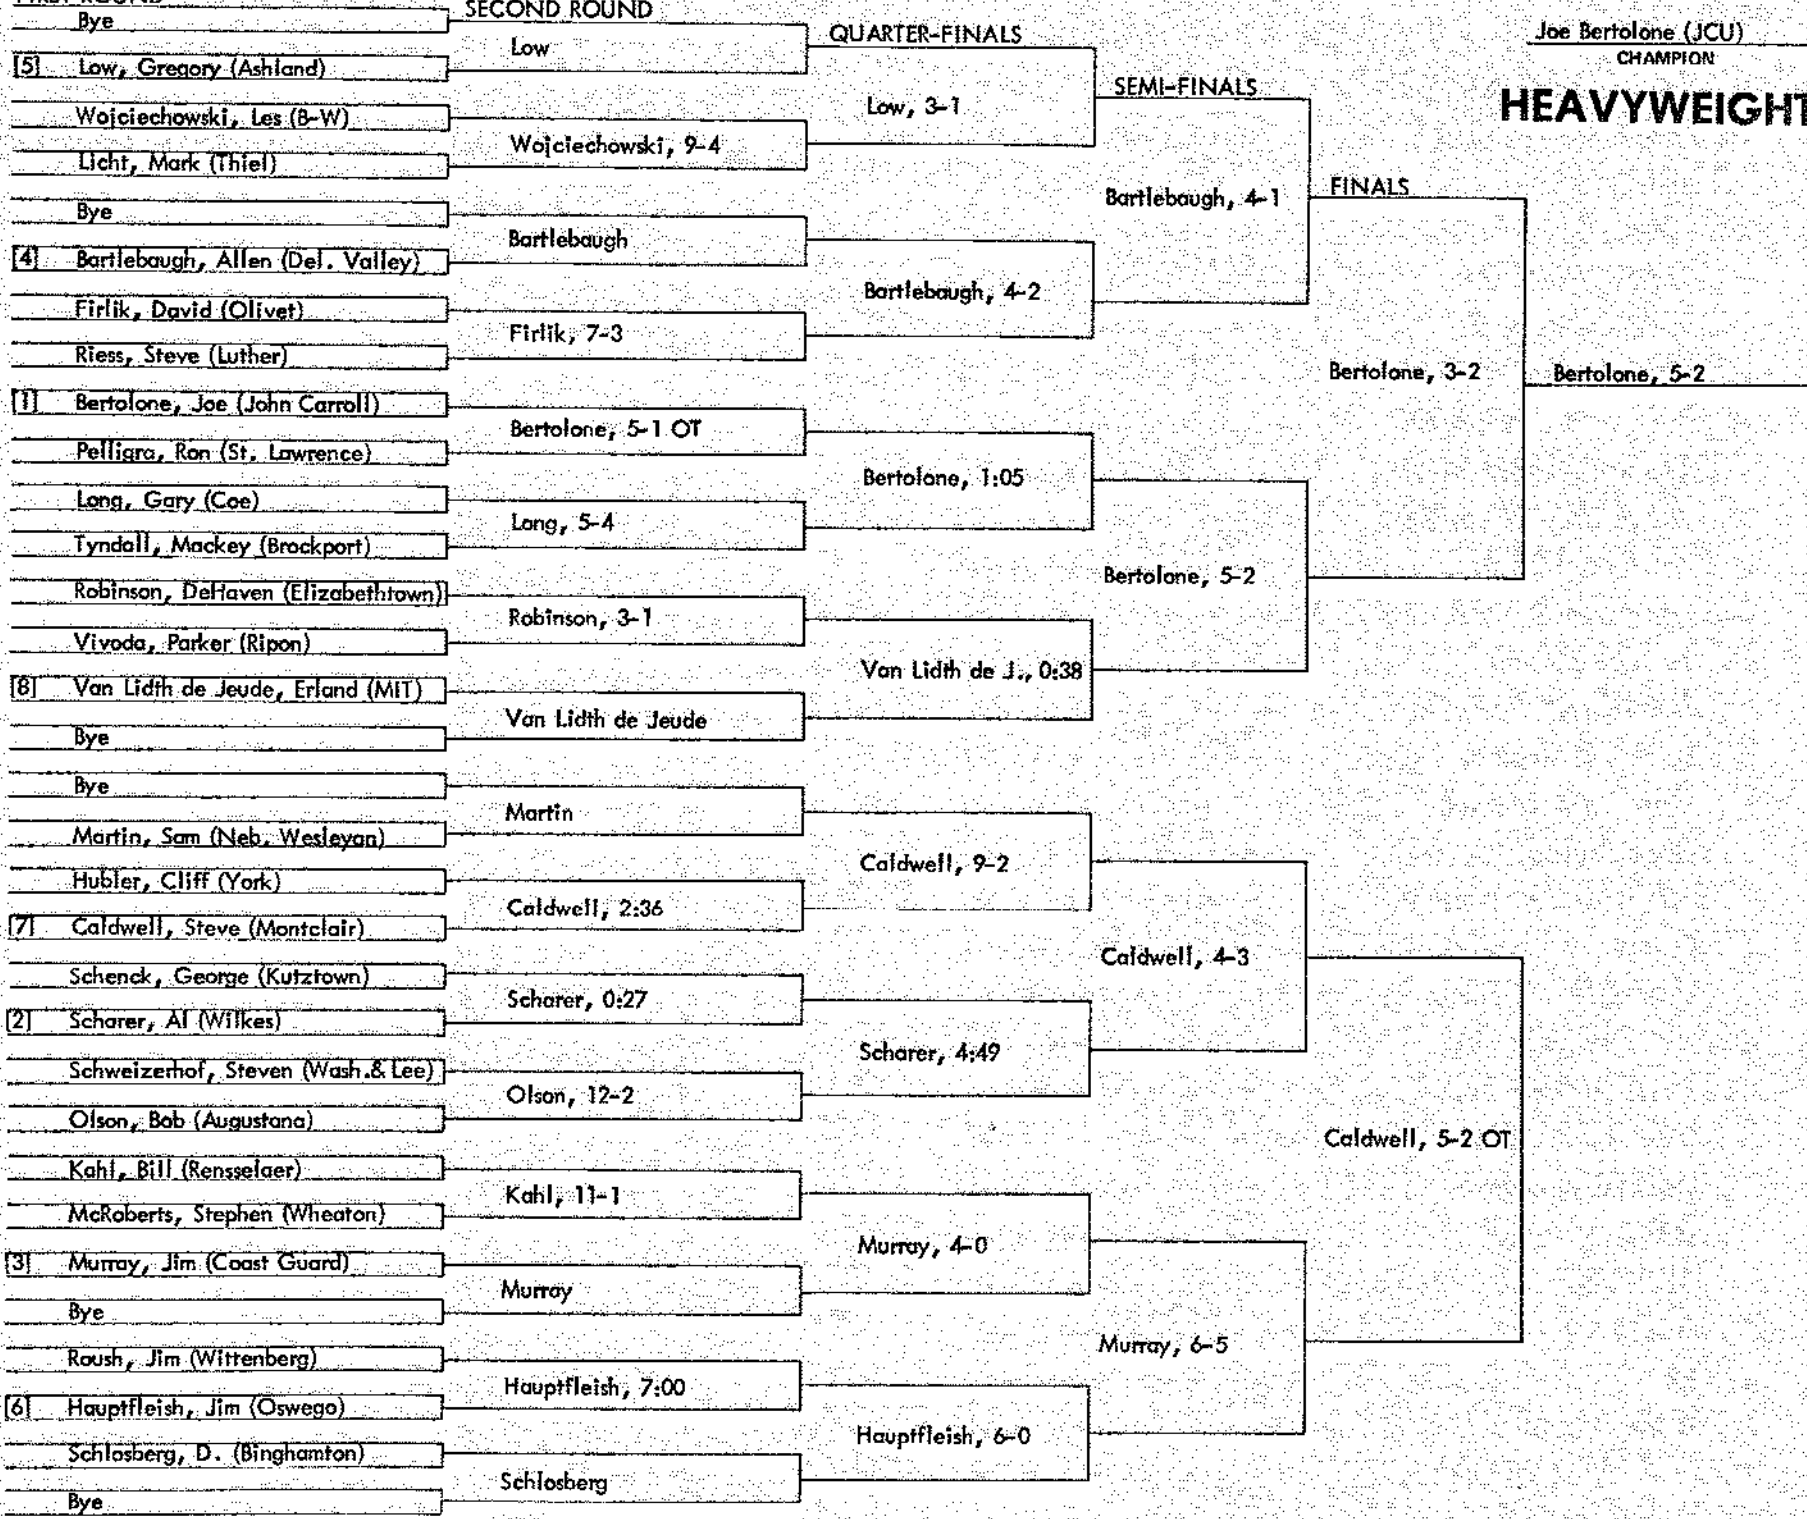 FIRST ROUND
Bye
[5] Low, Gregory (Ashland)
Wojciechowski, Les (B-W)
Licht, Mark (Thiel)
Bye
[4] Bartlebaugh, Allen (Del. Valley)
Firlik, David (Olivet)
Riess, Steve (Luther)
[1] Bertolone, Joe (John Carroll)
Pelligra, Ron (St. Lawrence)
Long, Gary (Coe)
Tyndall, Mackey (Brockport)
Robinson, DeHaven (Elizabethtown)
Vivoda, Parker (Ripon)
[8] Van Lidth de Jeude, Erland (MIT)
Bye
Bye
Martin, Sam (Neb. Wesleyan)
Hubler, Cliff (York)
[7] Caldwell, Steve (Montclair)
Schenck, George (Kutztown)
[2] Scharer, Al (Wilkes)
Schweizerhof, Steven (Wash.& Lee)
Olson, Bob (Augustana)
Kahl, Bill (Rensselaer)
McRoberts, Stephen (Wheaton)
[3] Murray, Jim (Coast Guard)
Bye
Roush, Jim (Wittenberg)
[6] Hauptfleish, Jim (Oswego)
Schlosberg, D. (Binghamton)
Bye
SECOND ROUND
Low
Wojciechowski, 9-4
Bartlebaugh
Firlik, 7-3
Bertolone, 5-1 OT
Long, 5-4
Robinson, 3-1
Van Lidth de Jeude
Martin
Caldwell, 2:36
Scharer, 0:27
Olson, 12-2
Kahl, 11-1
Murray
Hauptfleish, 7:00
Schlosberg
QUARTER-FINALS
Low, 3-1
Bartlebaugh, 4-2
Bertolone, 1:05
Van Lidth de J., 0:38
Caldwell, 9-2
Scharer, 4:49
Murray, 4-0
Hauptfleish, 6-0
SEMI-FINALS
Bartlebaugh, 4-1
Bertolone, 5-2
Caldwell, 4-3
Murray, 6-5
FINALS
Bertolone, 3-2
Caldwell, 5-2 OT
Bertolone, 5-2
Joe Bertolone (JCU)
CHAMPION
HEAVYWEIGHT